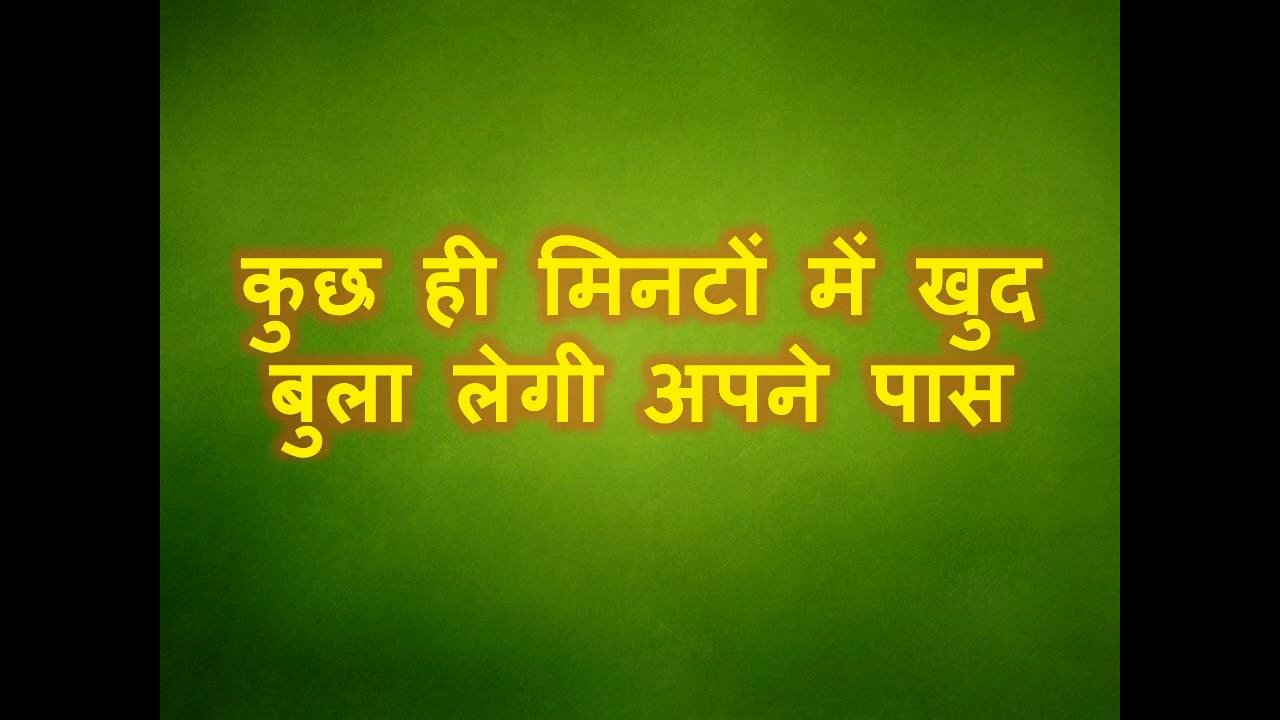 कुछ ही मिनटों में खुद
बुला लेगी अपने पास